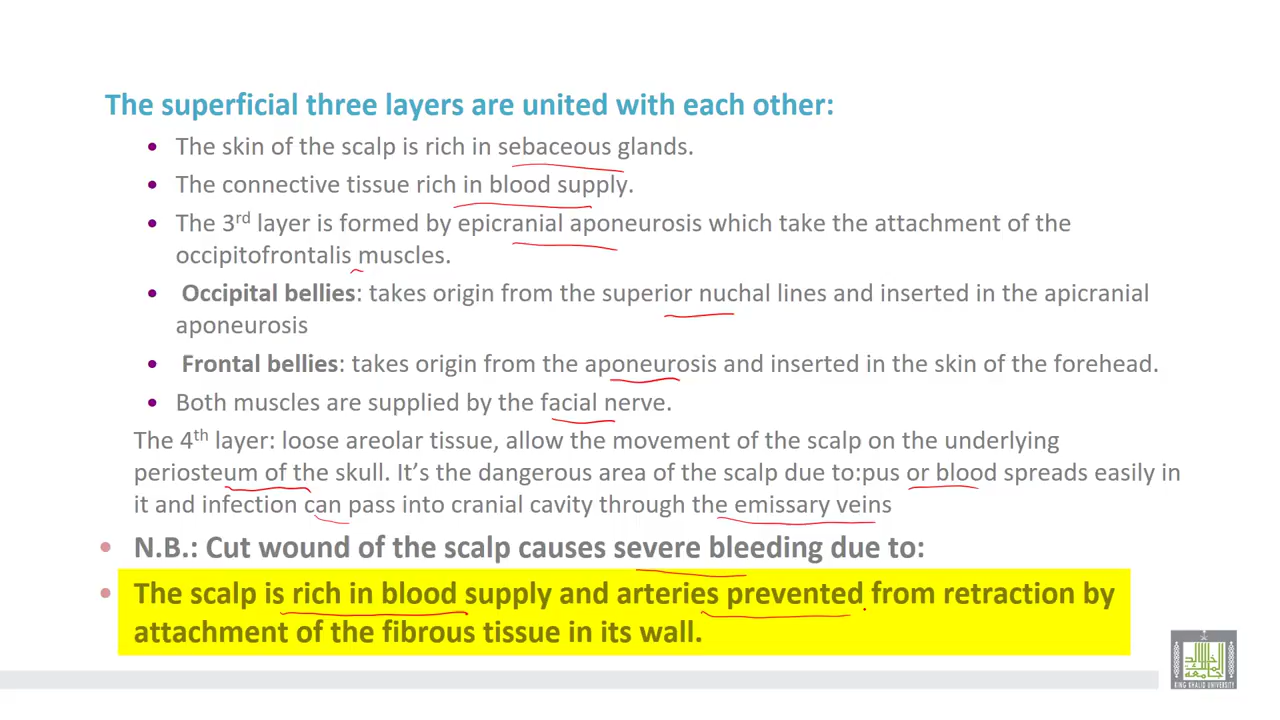 The superficial three layers are united with each other:
• The skin of the scalp is rich in sebaceous glands.
• The connective tissue rich in blood supply.
• The 3rd layer is formed by epicranial aponeurosis which take the attachment of the
occipitofrontalis muscles.
• Occipital bellies: takes origin from the superior nuchal lines and inserted in the apicranial
aponeurosis
• Frontal bellies: takes origin from the aponeurosis and inserted in the skin of the forehead.
• Both muscles are supplied by the facial nerve.
The 4th layer: loose areolar tissue, allow the movement of the scalp on the underlying
periosteum of the skull. It’s the dangerous area of the scalp due to:pus or blood spreads easily in
it and infection can pass into cranial cavity through the emissary veins
• N.B.: Cut wound of the scalp causes severe bleeding due to:
• The scalp is rich in blood supply and arteries prevented from retraction by
attachment of the fibrous tissue in its wall.
KING KHALID UNIVERSITY